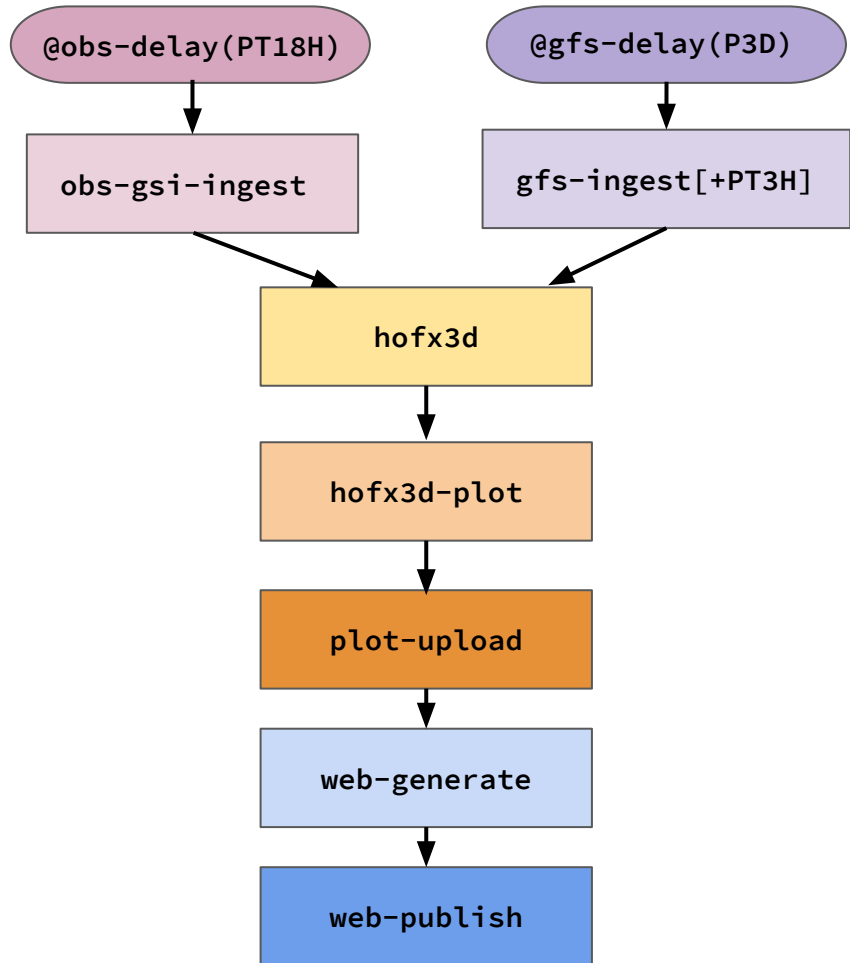 @obs-delay(PT18H)
@gfs-delay(P3D)
obs-gsi-ingest
gfs-ingest[+PT3H]
hofx3d
hofx3d-plot
plot-upload
web-generate
web-publish